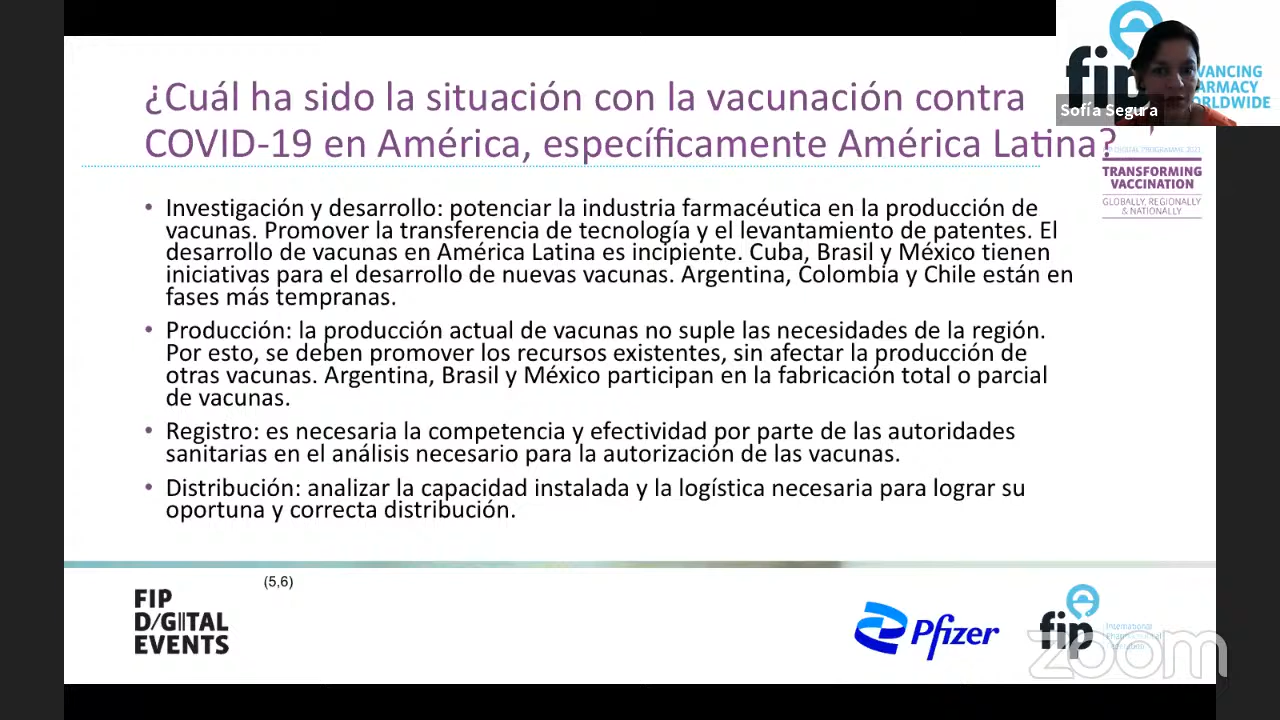 ¿Cuál ha sido la situación con la vacunación contra
COVID-19 en América, específicamente América Latina?
fip
VANCING
ARMACY
ORLDWIDE
Sofía Segura
FIP DIGITAL PROGRAMME 2021
TRANSFORMING
VACCINATION
GLOBALLY, REGIONALLY
& NATIONALLY
• Investigación y desarrollo: potenciar la industria farmacéutica en la producción de
vacunas. Promover la transferencia de tecnología y el levantamiento de patentes. El
desarrollo de vacunas en América Latina es incipiente. Cuba, Brasil y México tienen
iniciativas para el desarrollo de nuevas vacunas. Argentina, Colombia y Chile están en
fases más tempranas.
• Producción: la producción actual de vacunas no suple las necesidades de la región.
Por esto, se deben promover los recursos existentes, sin afectar la producción de
otras vacunas. Argentina, Brasil y México participan en la fabricación total o parcial
de vacunas.
• Registro: es necesaria la competencia y efectividad por parte de las autoridades
sanitarias en el análisis necesario para la autorización de las vacunas.
• Distribución: analizar la capacidad instalada y la logística necesaria para lograr su
oportuna y correcta distribución.
(5,6)
FIP
DIGITAL
EVENTS
Pfizer
fip
International
Pharmaceutical
Federation
zoom